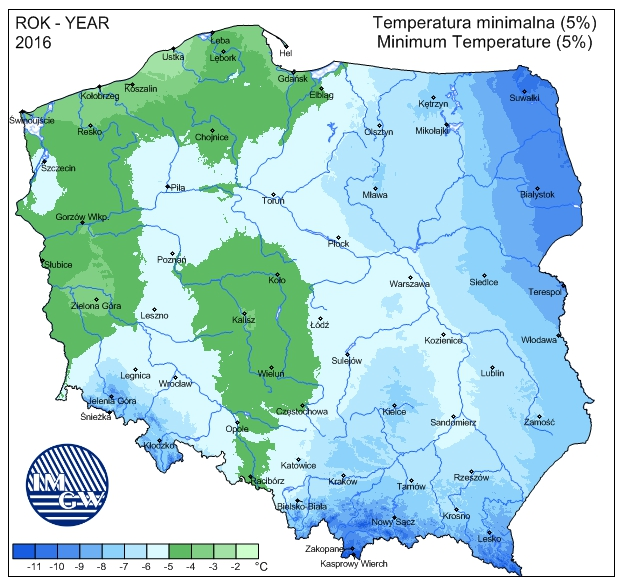 ROK - YEAR
2016
Temperatura minimalna (5%)
Minimum Temperature (5%)
Łeba
Hel
Ustka
Lębork
Gdańsk
Koszalin
Kołobrzeg
Elbląg
Kętrzyn
Suwałki
Świnoujście
Resko
Chojnice
Olsztyn
Mikołajki
Szczecin
Piła
Toruń
Mława
Białystok
Gorzów Wlkp.
Płock
Słubice
Poznań
Koło
Warszawa
Siedlce
Terespol
Zielona Góra
Leszno
Kalisz
Łódź
Kozienice
Włodawa
Sulejów
Legnica
Wrocław
Wieluń
Lublin
Jelenia Góra
Śnieżka
Częstochowa
Kielce
Sandomierz
Zamość
Opole
Kłodzko
Katowice
Racibórz
Kraków
Tarnów
Rzeszów
Bielsko-Biała
Nowy Sącz
Krosno
Lesko
Zakopane
Kasprowy Wierch
IM
GW
-11 -10 -9 -8 -7 -6 -5 -4 -3 -2 °C